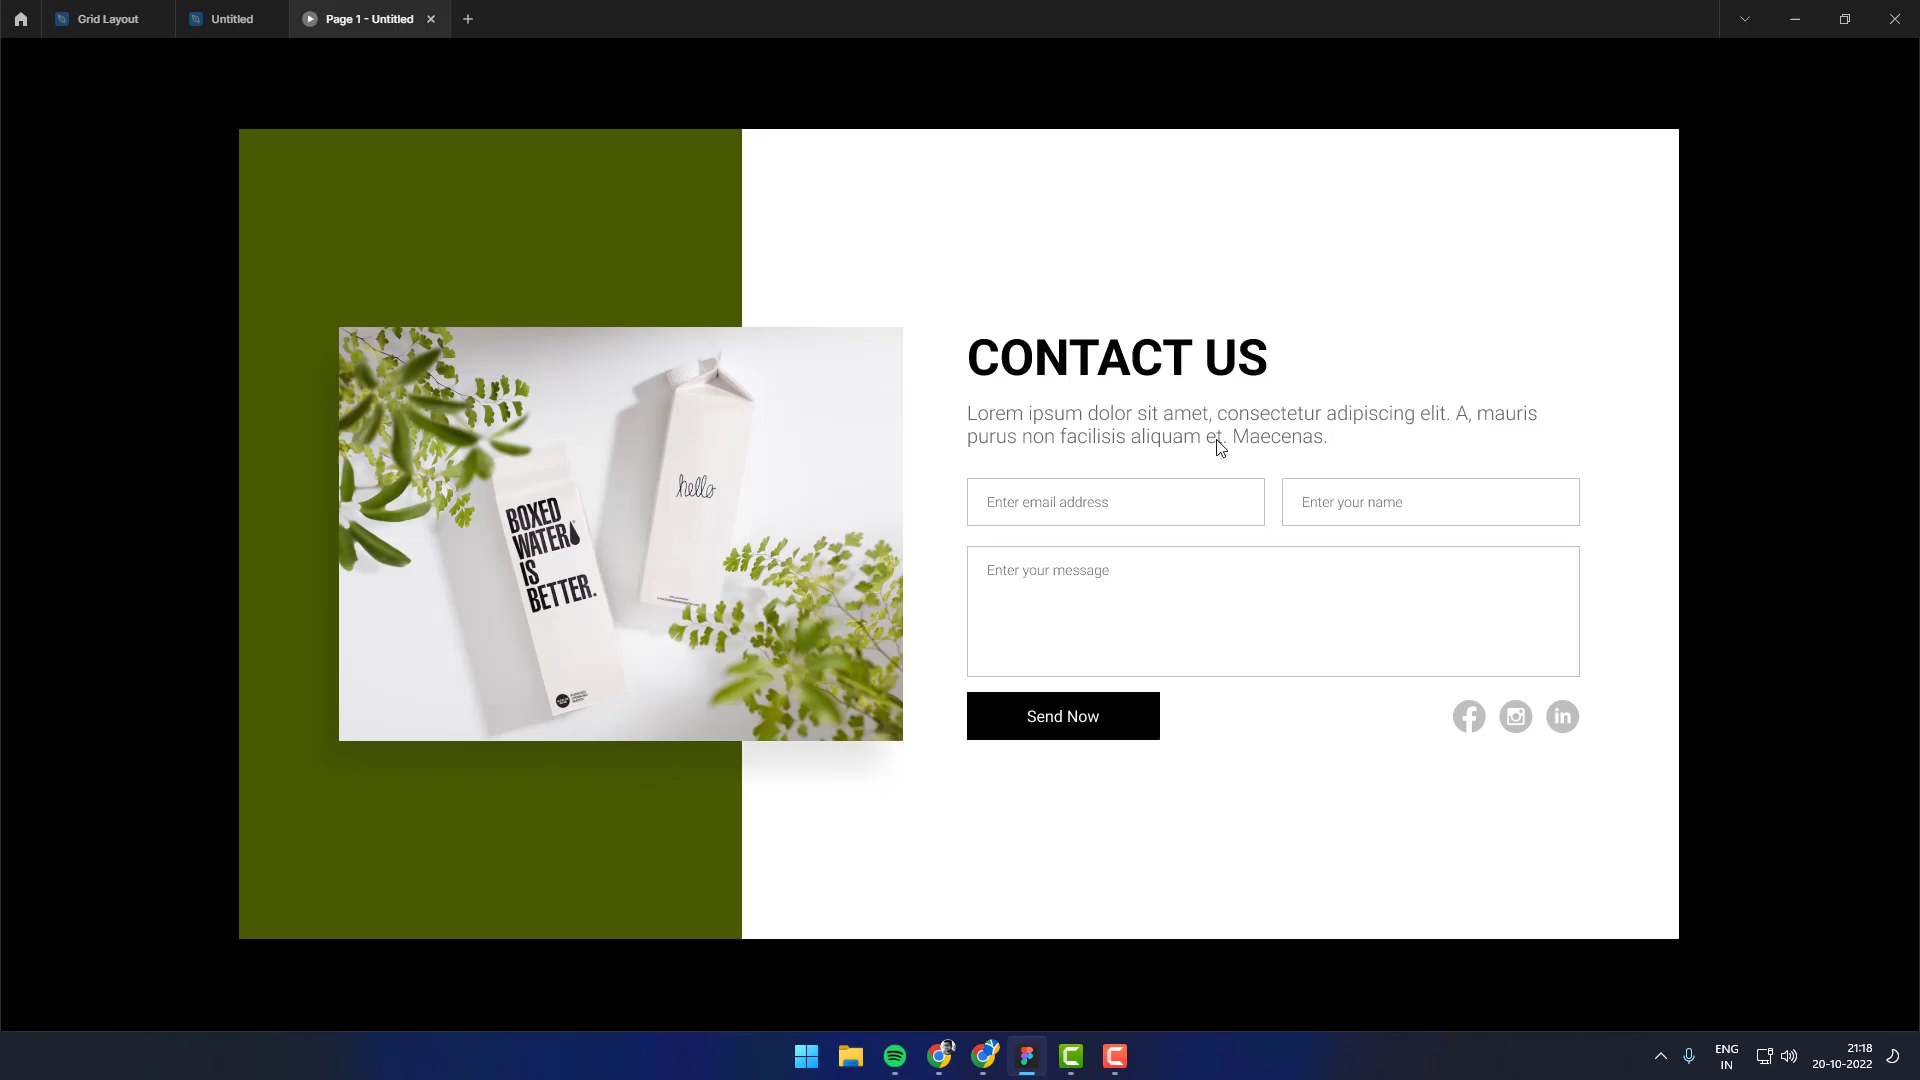 Grid Layout
Untitled
Page 1 - Untitled
CONTACT US
Lorem ipsum dolor sit amet, consectetur adipiscing elit. A, mauris
purus non facilisis aliquam et. Maecenas.
Enter email address
Enter your name
Enter your message
Send Now
hello
BOXED
WATER
IS
BETTER.
ENG
IN
21:18
20-10-2022